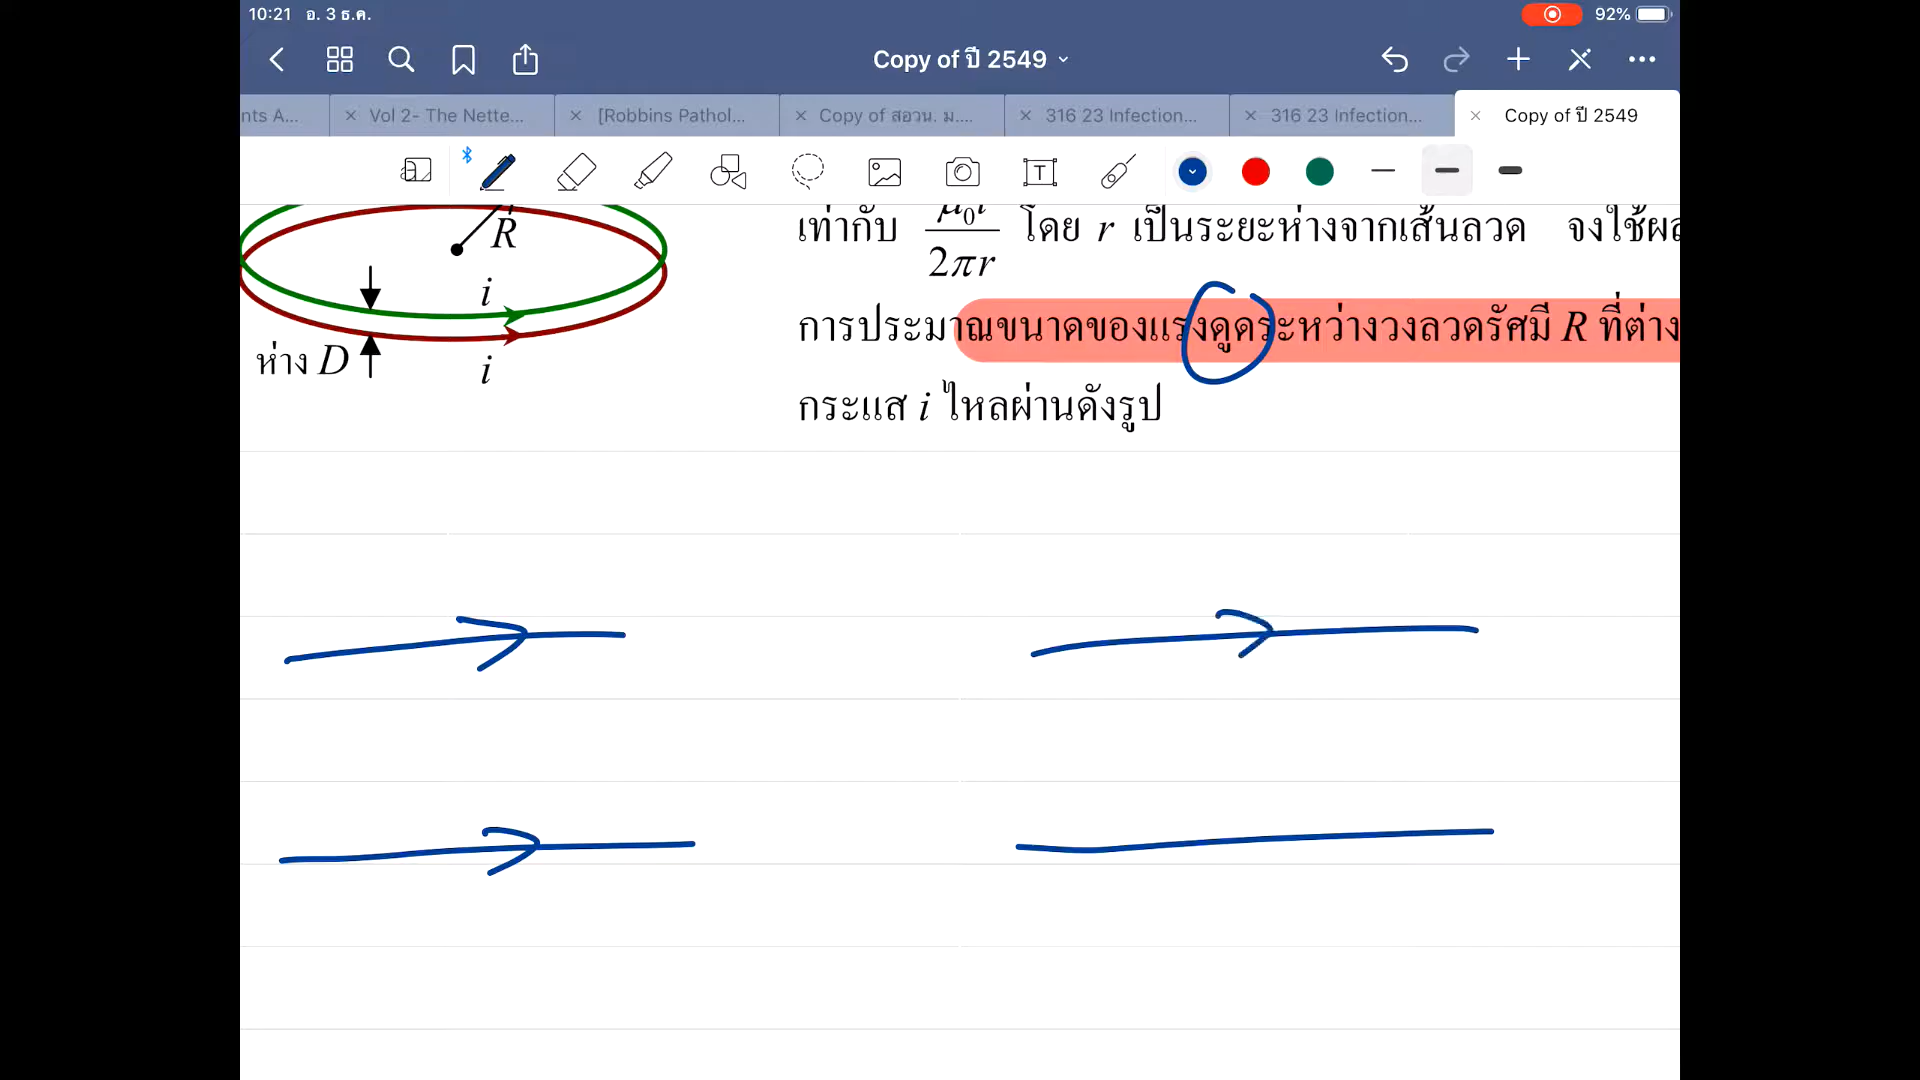 10:21 อ. 3 ธ.ค. 92%
Copy of ปี 2549
nts A... Vol 2- The Nette... [Robbins Pathol... Copy of สอวน. ม.... 316 23 Infection... 316 23 Infection... Copy of ปี 2549
R
i
ห่าง D
i
เท่ากับ μ₀i / 2πr โดย r เป็นระยะห่างจากเส้นลวด จงใช้ผล
การประมาณขนาดของแรงดูดระหว่างวงลวดรัศมี R ที่ต่าง
กระแส i ไหลผ่านดังรูป